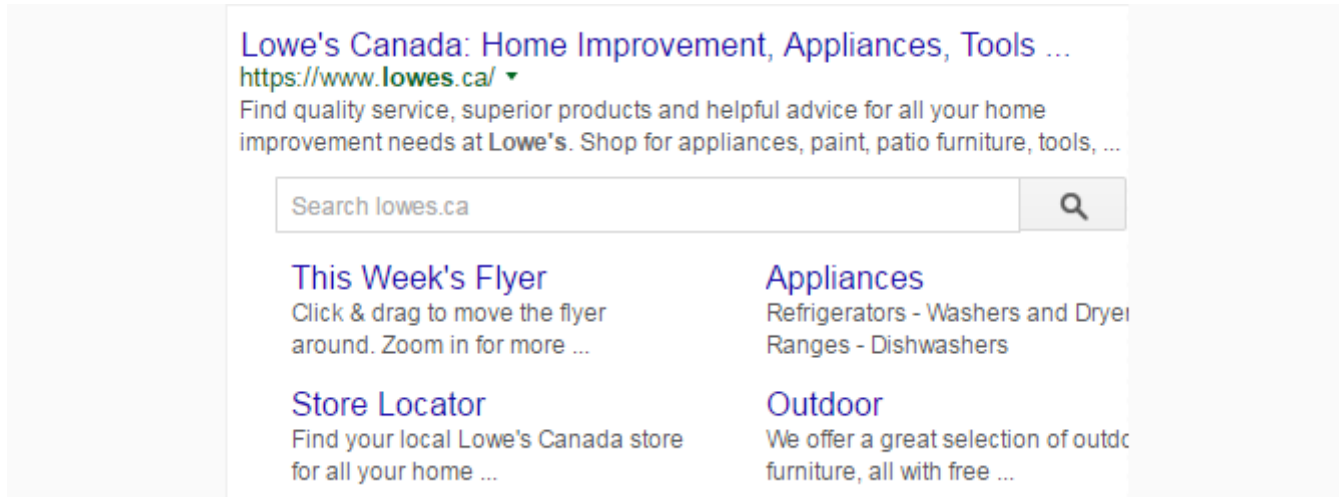 Lowe's Canada: Home Improvement, Appliances, Tools ...
https://www.lowes.ca/
Find quality service, superior products and helpful advice for all your home
improvement needs at Lowe's. Shop for appliances, paint, patio furniture, tools, ...
Search lowes.ca
This Week's Flyer
Click & drag to move the flyer
around. Zoom in for more ...
Appliances
Refrigerators - Washers and
Ranges - Dishwashers
Store Locator
Find your local Lowe's Canada store
for all your home ...
Outdoor
We offer a great selection of
furniture, all with free ...